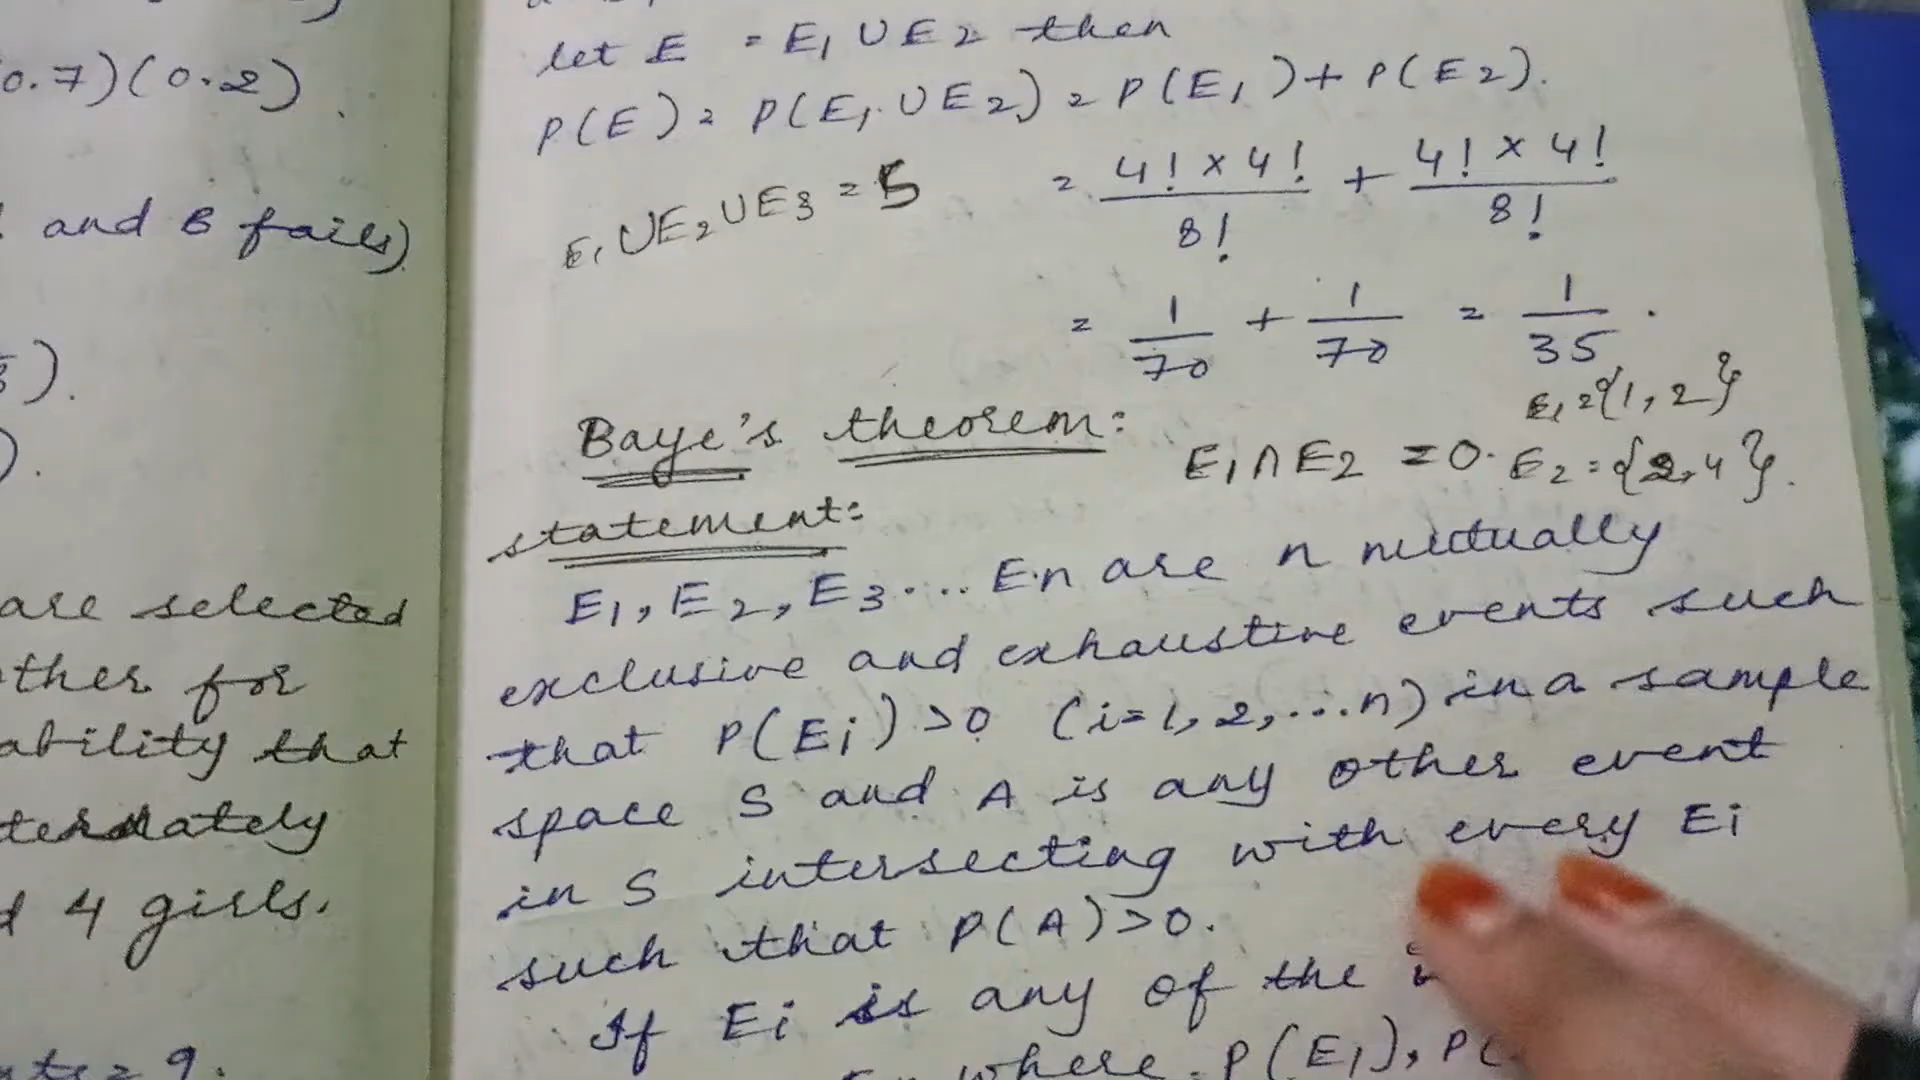 0.7)(0.2).
and B fails)
).
).
are selected
ther for
ability that
4 girls.
9.
let E = E1 ∪ E2 then
P(E) = P(E1 ∪ E2) = P(E1) + P(E2).
E1 ∪ E2 ∪ E3 = 5
= 4! × 4! / 8! + 4! × 4! / 8!
= 1/70 + 1/70 = 1/35.
Baye's theorem:
E1 = {1, 2}
E1 ∩ E2 = 0. E2 = {2, 4}.
statement:
E1, E2, E3 .... En are n mutually
exclusive and exhaustive events such
that P(Ei) > 0 (i = 1, 2, ... n) in a sample
space S and A is any other event
in S intersecting with every Ei
such that P(A) > 0.
If Ei is any of the
where P(E1), P(